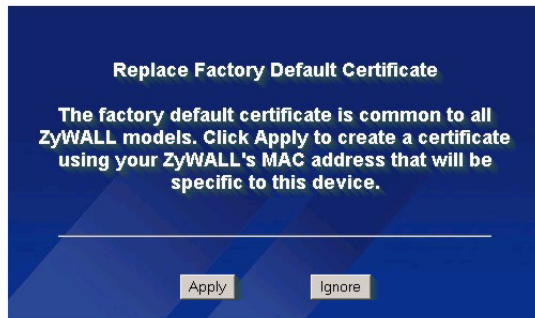 Replace Factory Default Certificate
The factory default certificate is common to all
ZyWALL models. Click Apply to create a certificate
using your ZyWALL's MAC address that will be
specific to this device.
Apply Ignore